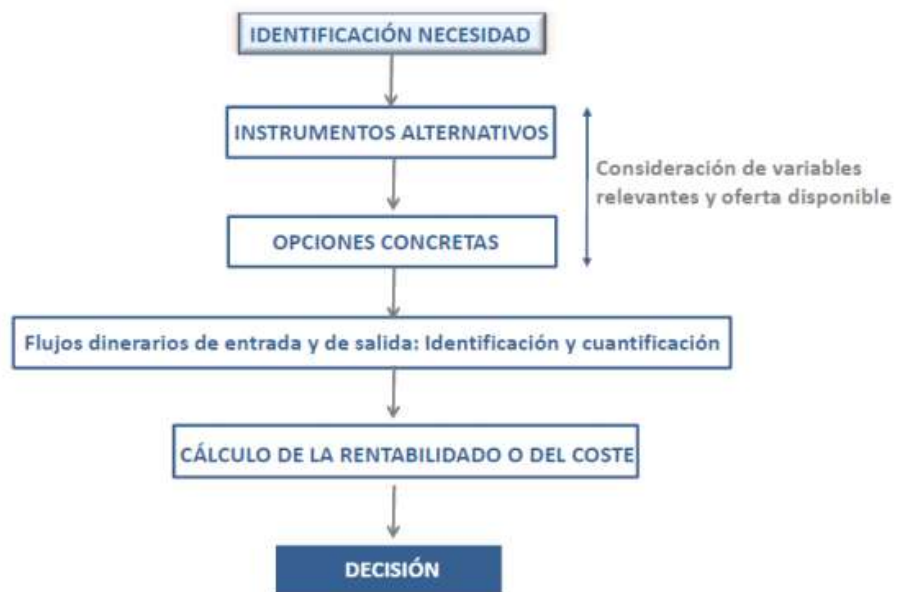 IDENTIFICACIÓN NECESIDAD
INSTRUMENTOS ALTERNATIVOS
Consideración de variables
relevantes y oferta disponible
OPCIONES CONCRETAS
Flujos dinerarios de entrada y de salida: Identificación y cuantificación
CÁLCULO DE LA RENTABILIDADO O DEL COSTE
DECISIÓN